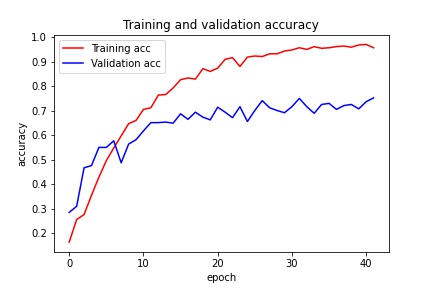 Training and validation accuracy
1.0
0.9
0.8
0.7
0.6
0.5
0.4
0.3
0.2
accuracy
Training acc
Validation acc
0
10
20
30
40
epoch